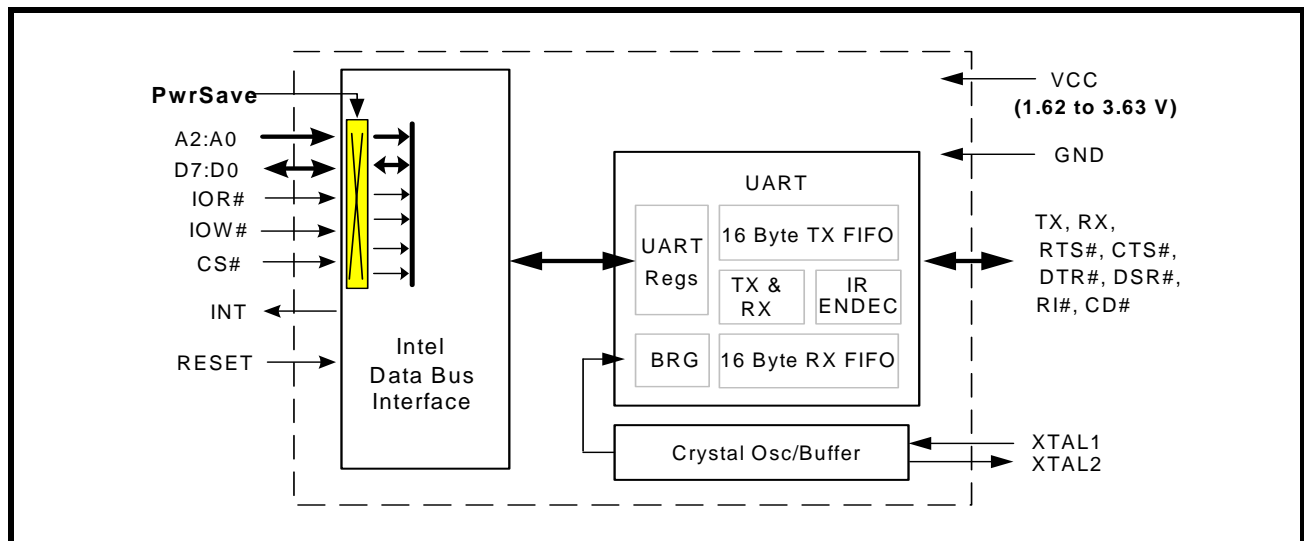 PwrSave
A2:A0
D7:D0
IOR#
IOW#
CS#
INT
RESET
Intel
Data Bus
Interface
UART
UART
Regs
16 Byte TX FIFO
TX &
RX
IR
ENDEC
BRG
16 Byte RX FIFO
Crystal Osc/Buffer
VCC
(1.62 to 3.63 V)
GND
TX, RX,
RTS#, CTS#,
DTR#, DSR#,
RI#, CD#
XTAL1
XTAL2